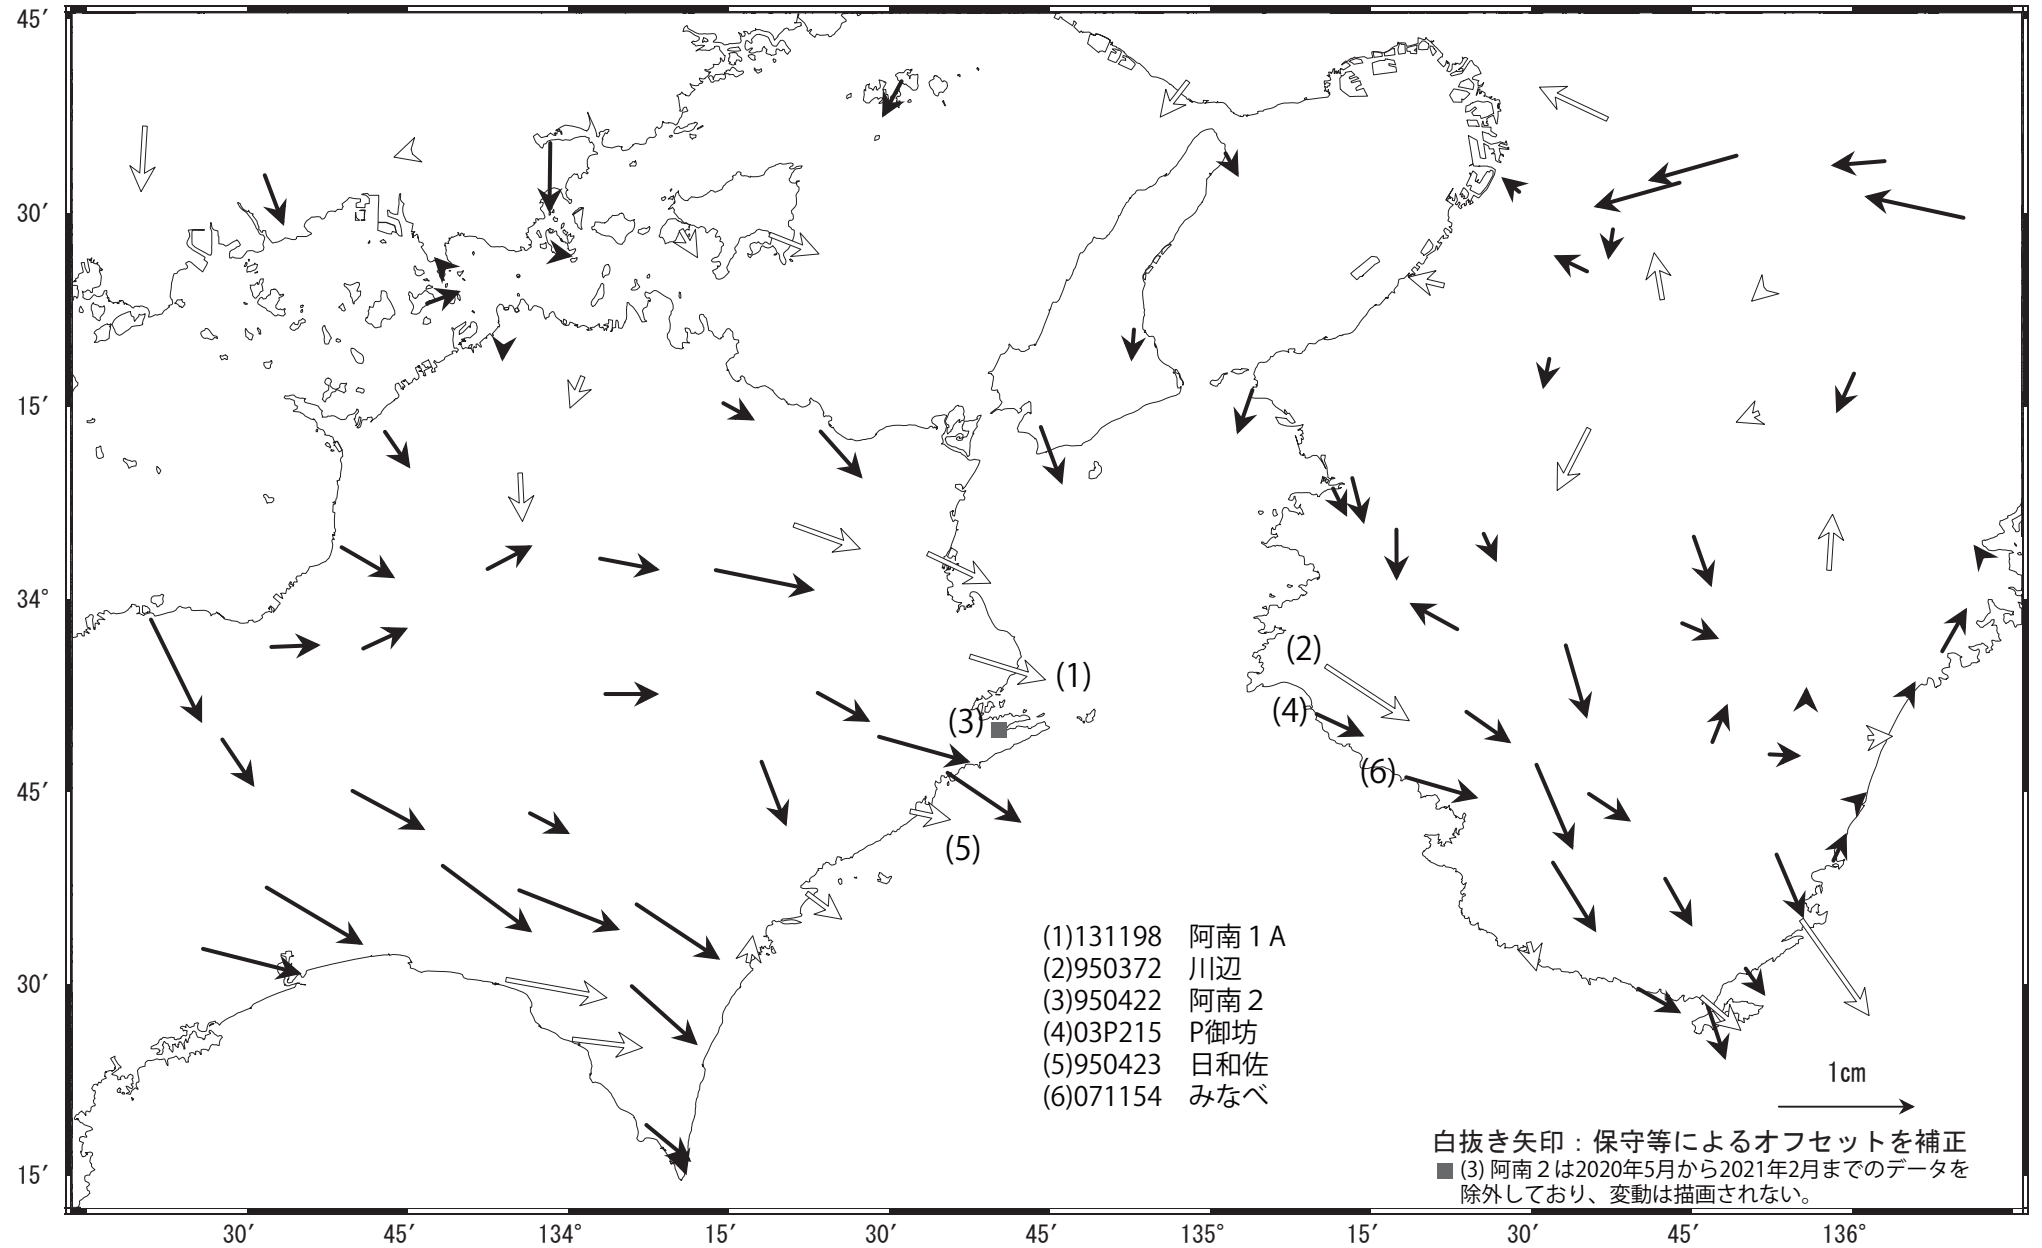 45′
30′
15′
34°
45′
30′
15′
(1)
(2)
(3)
(4)
(6)
(5)
(1)131198 阿南１A
(2)950372 川辺
(3)950422 阿南２
(4)03P215 P御坊
(5)950423 日和佐
(6)071154 みなべ
1cm
白抜き矢印：保守等によるオフセットを補正
(3) 阿南２は2020年5月から2021年2月までのデータを
除外しており、変動は描画されない。
30′ 45′ 134° 15′ 30′ 45′ 135° 15′ 30′ 45′ 136°